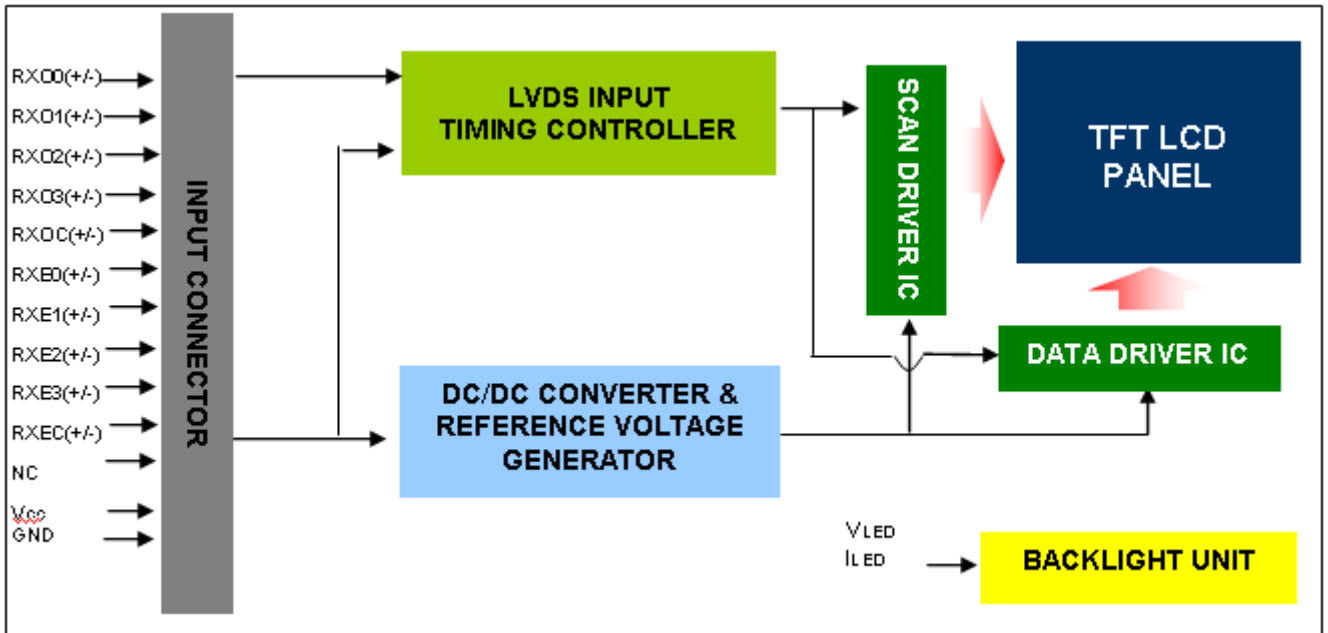 RXO0(+/-)
RXO1(+/-)
RXO2(+/-)
RXO3(+/-)
RXOC(+/-)
RXE0(+/-)
RXE1(+/-)
RXE2(+/-)
RXE3(+/-)
RXEC(+/-)
NC
Vcc
GND
INPUT CONNECTOR
LVDS INPUT
TIMING CONTROLLER
DC/DC CONVERTER &
REFERENCE VOLTAGE
GENERATOR
SCAN DRIVER IC
TFT LCD
PANEL
DATA DRIVER IC
VLED
ILED
BACKLIGHT UNIT